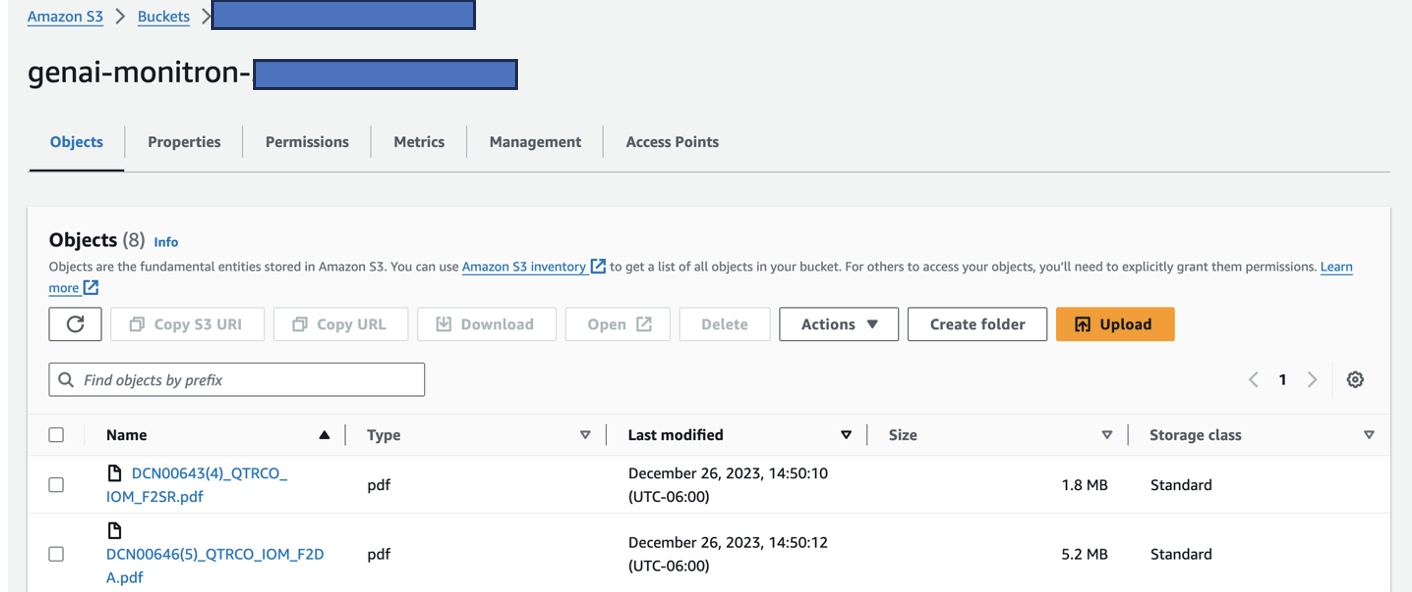 Amazon S3 > Buckets >
genai-monitron-
Objects Properties Permissions Metrics Management Access Points
Objects (8) Info
Objects are the fundamental entities stored in Amazon S3. You can use Amazon S3 inventory to get a list of all objects in your bucket. For others to access your objects, you’ll need to explicitly grant them permissions. Learn
more
Copy S3 URI Copy URL Download Open Delete Actions Create folder Upload
Find objects by prefix 1
Name Type Last modified Size Storage class
DCN00643(4)_QTRCO_ pdf December 26, 2023, 14:50:10 1.8 MB Standard
IOM_F2SR.pdf (UTC-06:00)
DCN00646(5)_QTRCO_IOM_F2D pdf December 26, 2023, 14:50:12 5.2 MB Standard
A.pdf (UTC-06:00)